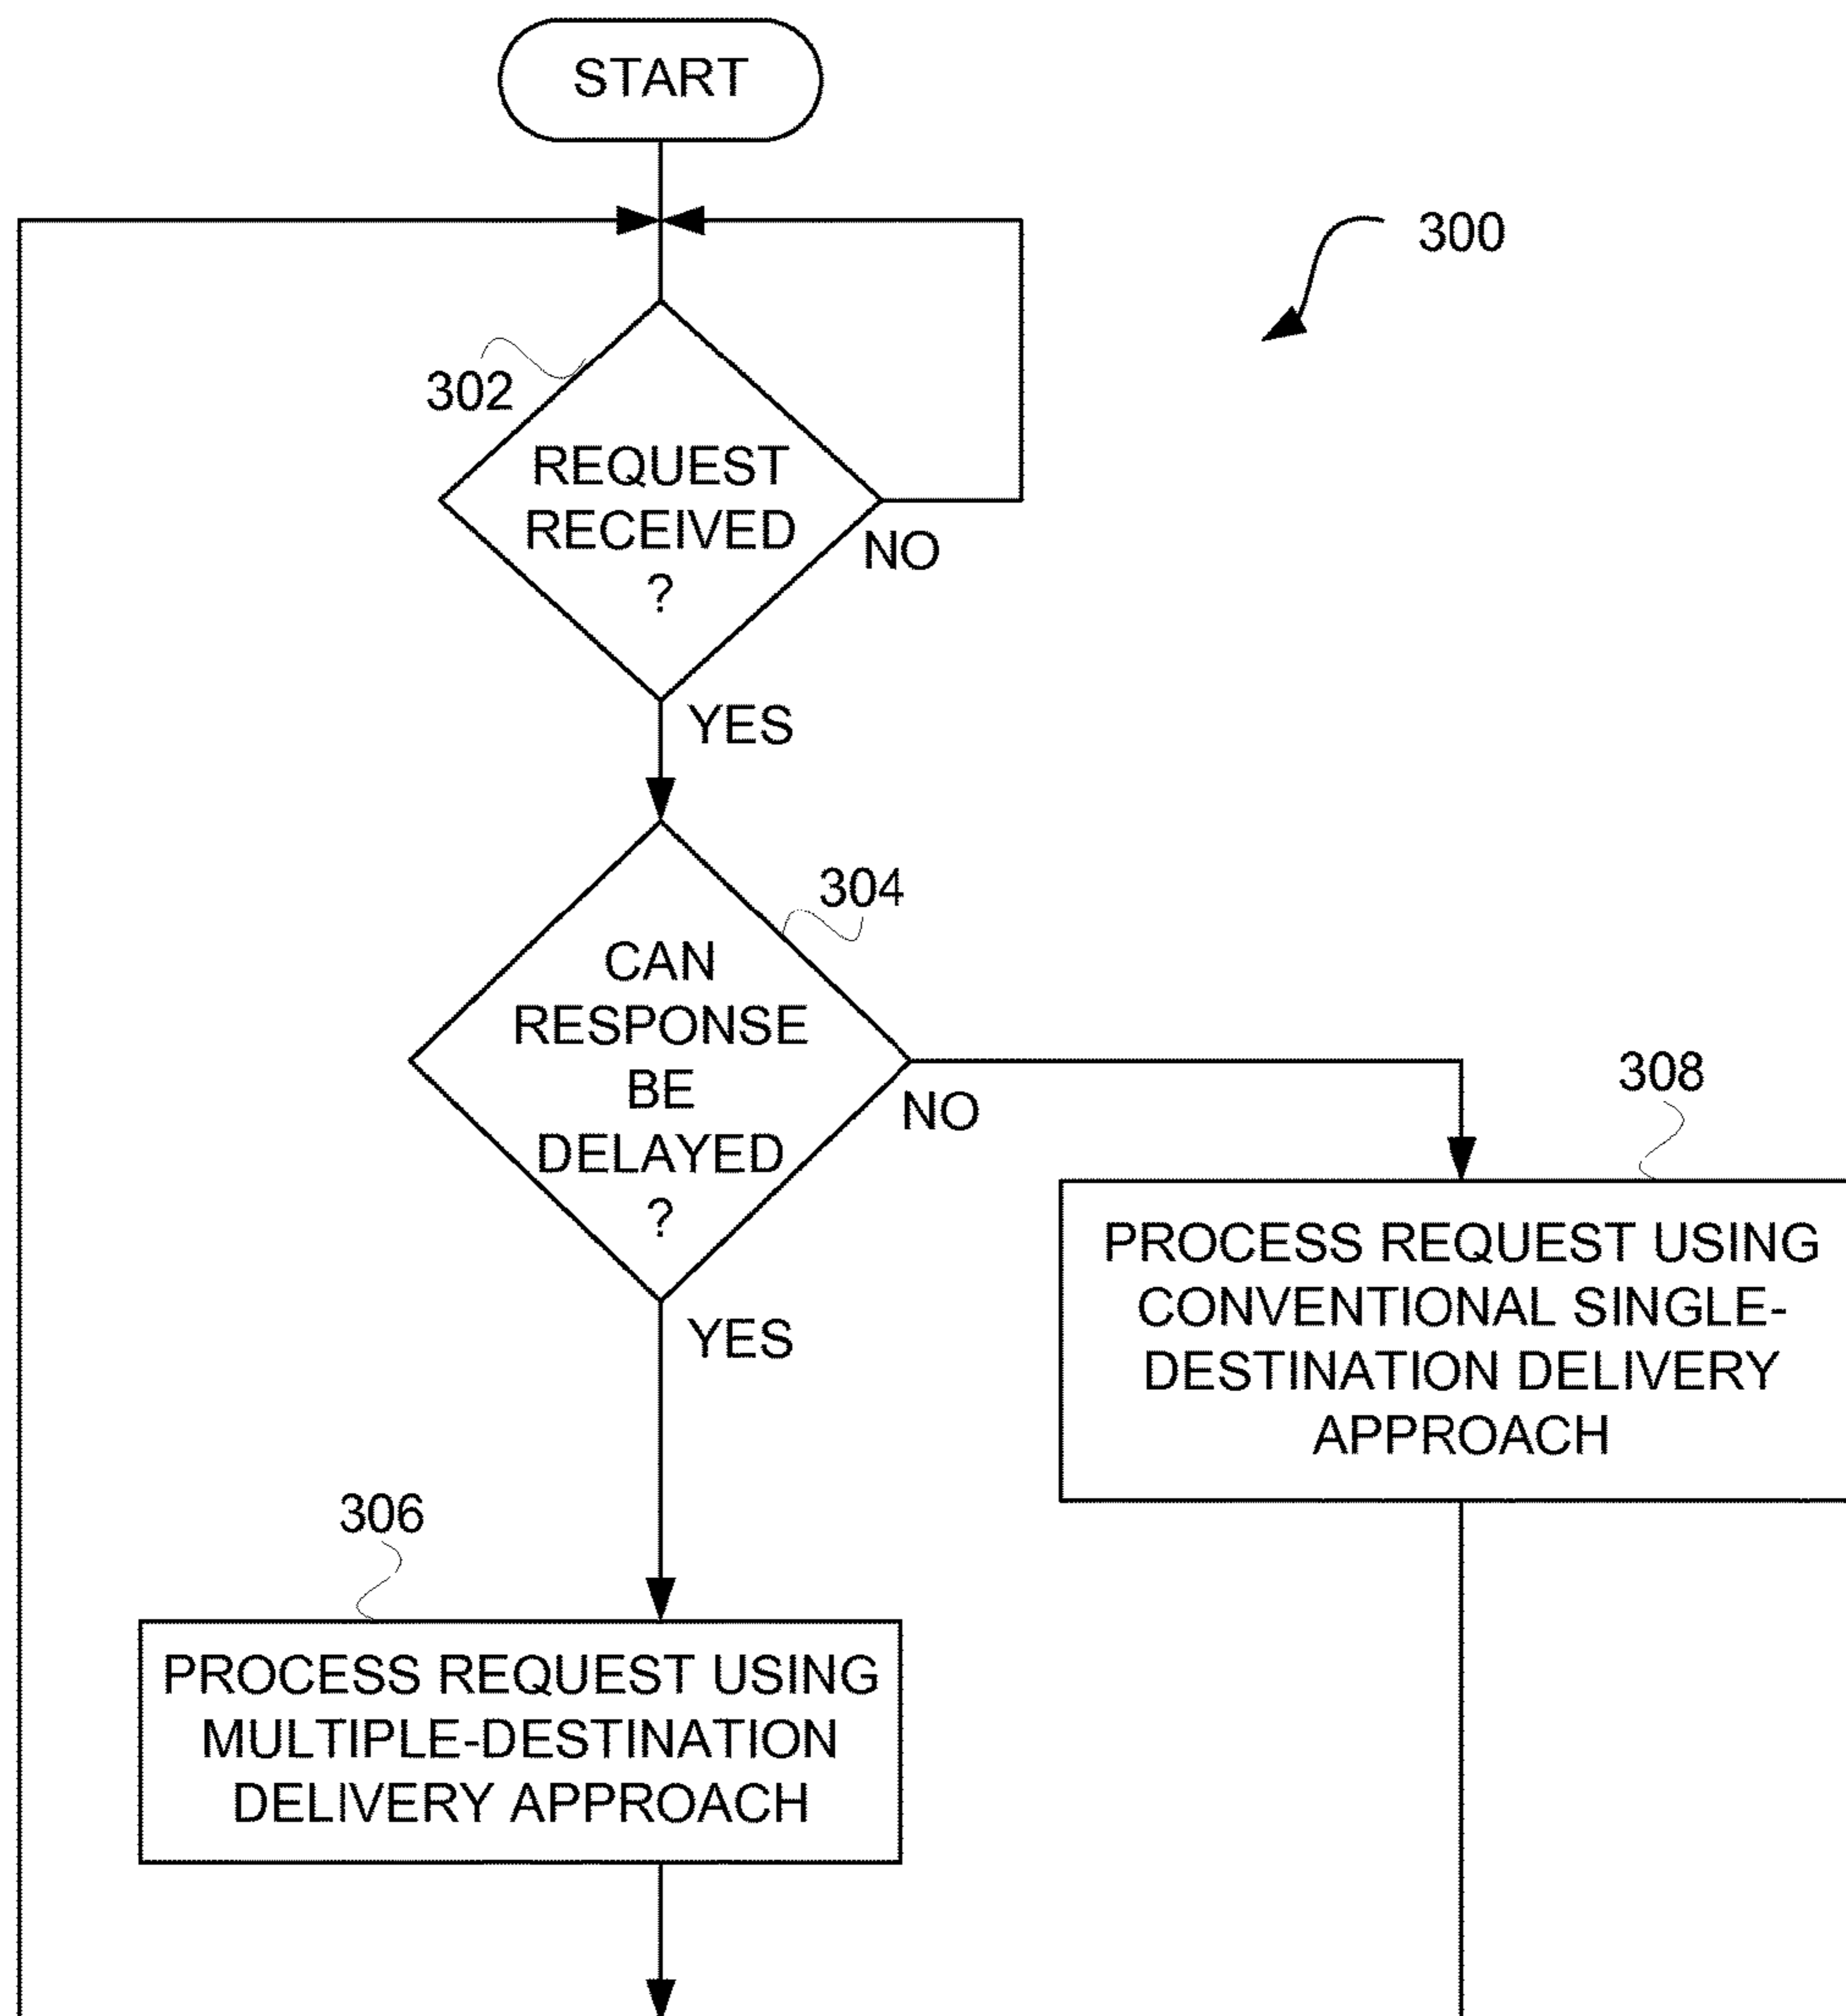 START
300
302
REQUEST
RECEIVED
?
NO
YES
304
CAN
RESPONSE
BE
DELAYED
?
NO
YES
308
PROCESS REQUEST USING
CONVENTIONAL SINGLE-
DESTINATION DELIVERY
APPROACH
306
PROCESS REQUEST USING
MULTIPLE-DESTINATION
DELIVERY APPROACH